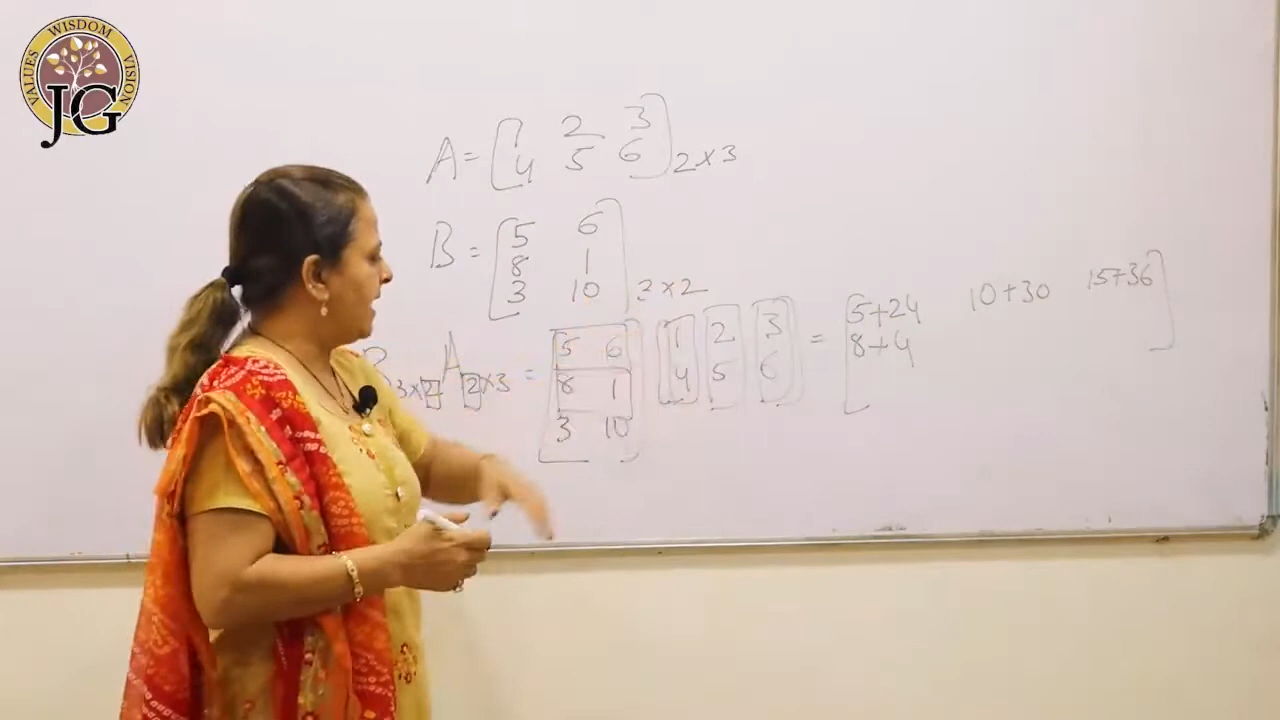 VALUES WISDOM VISION
JG
A = [1 2 3
4 5 6] 2×3
B = [5 6
8 1
3 10] 3×2
B 3×2 A 2×3 = [5 6
8 1
3 10] [1 2 3
4 5 6] = [5+24 10+30 15+36
8+4 ]